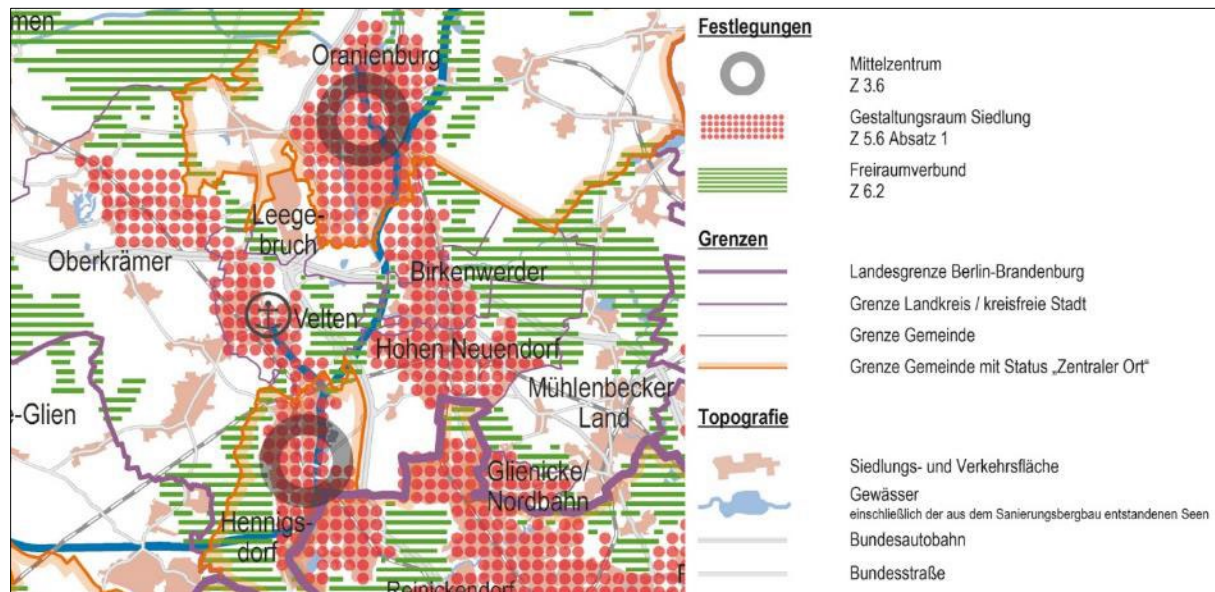 men
Oranienburg
Leege-
bruch
Oberkrämer
Birkenwerder
Velten
Hohen Neuendorf
Mühlenbecker
Land
e-Glien
Glienicke/
Nordbahn
Hennigs-
dorf
Reinickendorf
Festlegungen
Mittelzentrum
Z 3.6
Gestaltungsraum Siedlung
Z 5.6 Absatz 1
Freiraumverbund
Z 6.2
Grenzen
Landesgrenze Berlin-Brandenburg
Grenze Landkreis / kreisfreie Stadt
Grenze Gemeinde
Grenze Gemeinde mit Status „Zentraler Ort“
Topografie
Siedlungs- und Verkehrsfläche
Gewässer
einschließlich der aus dem Sanierungsbergbau entstandenen Seen
Bundesautobahn
Bundesstraße